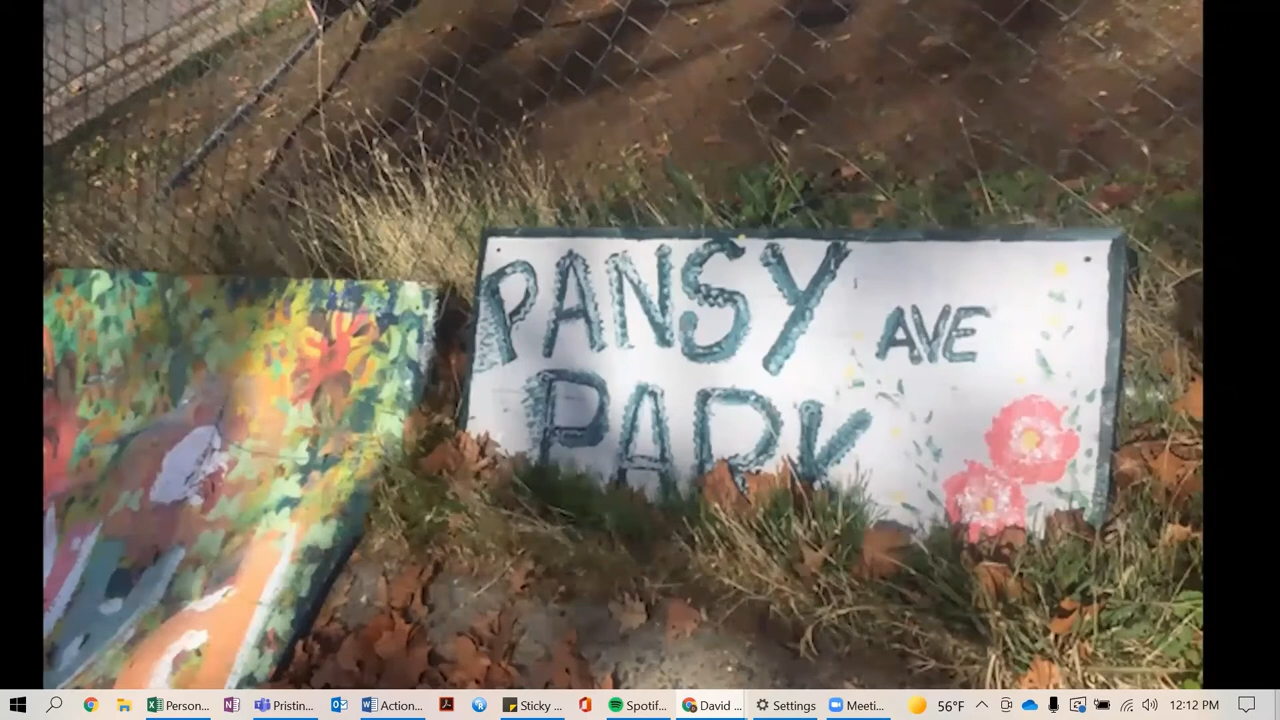 PANSY AVE
PARK
Person...
Pristin...
Action...
Sticky ...
Spotif...
David ...
Settings
Meeti...
56°F
12:12 PM